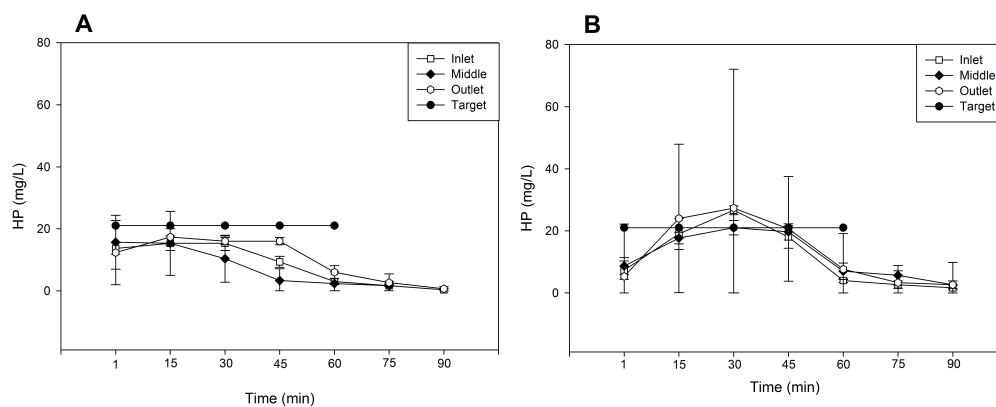 A
80
60
40
20
0
HP (mg/L)
Inlet
Middle
Outlet
Target
1 15 30 45 60 75 90
Time (min)
B
80
60
40
20
0
HP (mg/L)
Inlet
Middle
Outlet
Target
1 15 30 45 60 75 90
Time (min)